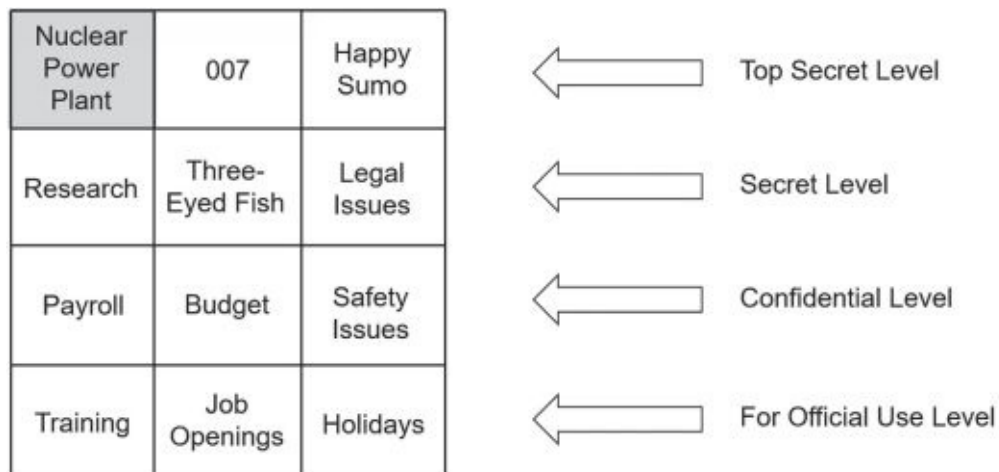 Nuclear
Power
Plant
007
Happy
Sumo
Top Secret Level
Research
Three-
Eyed Fish
Legal
Issues
Secret Level
Payroll
Budget
Safety
Issues
Confidential Level
Training
Job
Openings
Holidays
For Official Use Level